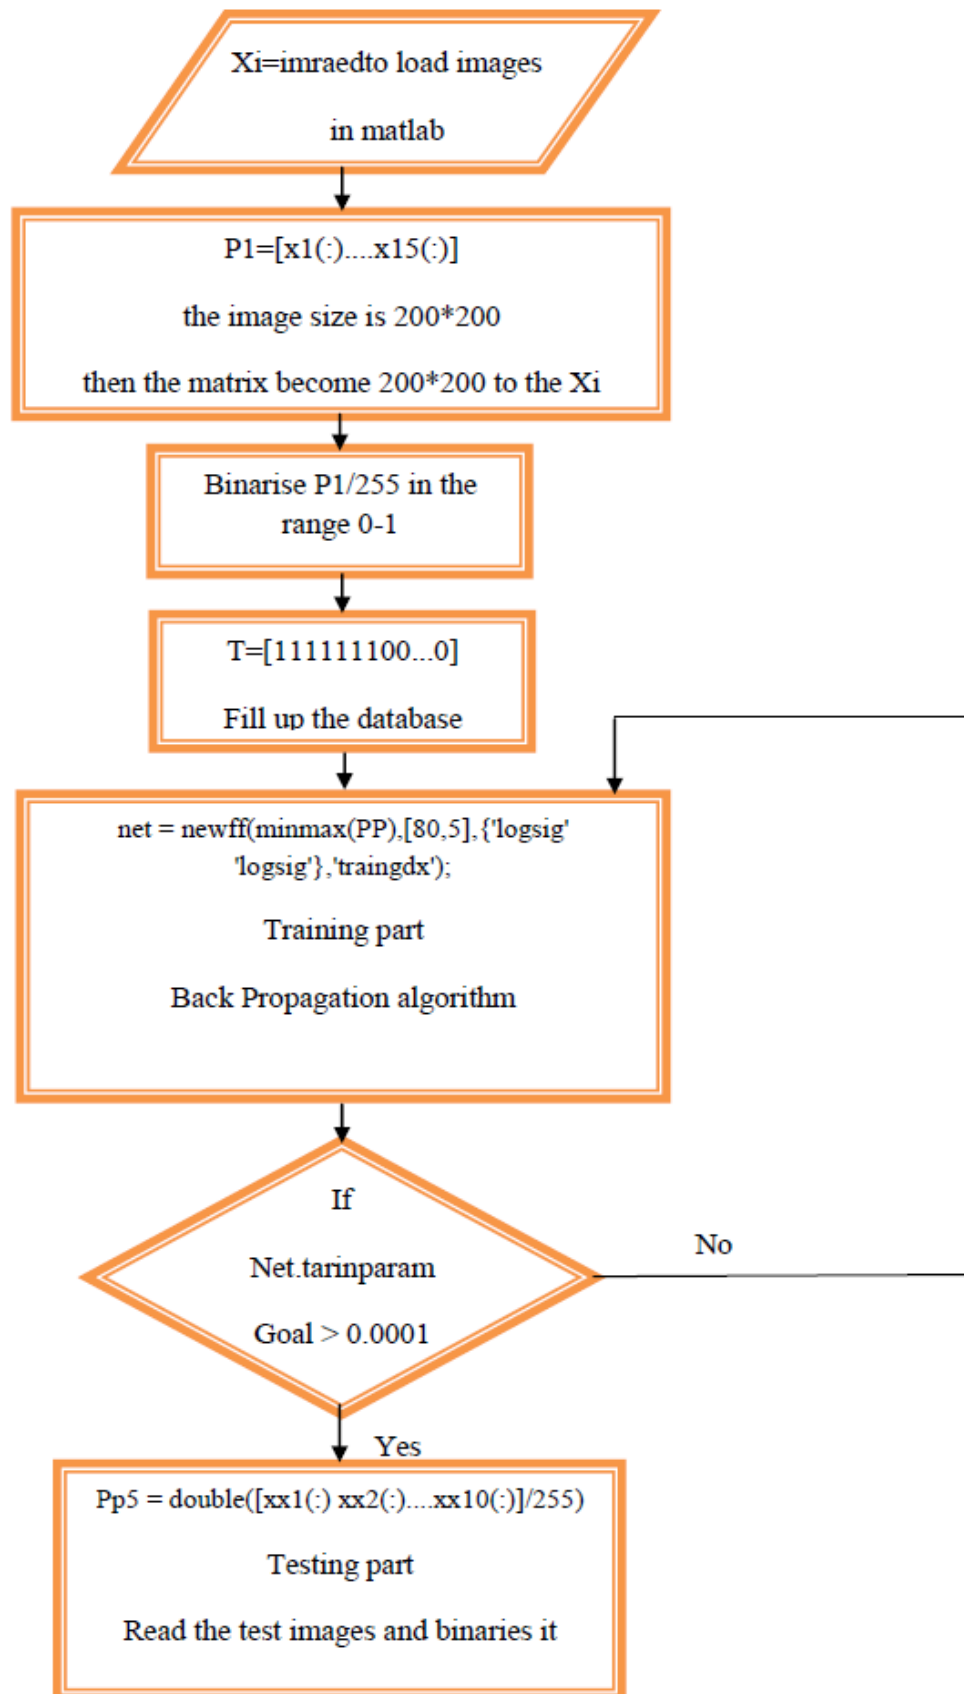 Xi=imraedto load images
in matlab
P1=[x1(:)....x15(:)]
the image size is 200*200
then the matrix become 200*200 to the Xi
Binarise P1/255 in the
range 0-1
T=[111111100...0]
Fill up the database
net = newff(minmax(PP),[80,5],{'logsig'
'logsig'},'traingdx');
Training part
Back Propagation algorithm
If
Net.tarinparam
Goal > 0.0001
No
Yes
Pp5 = double([xx1(:) xx2(:)....xx10(:)]/255)
Testing part
Read the test images and binaries it